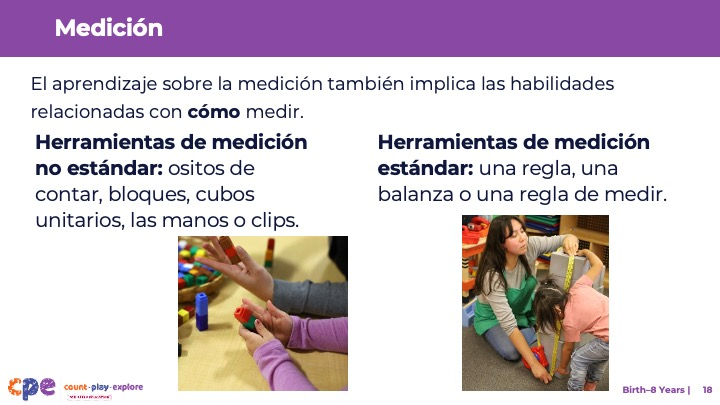 Medición
El aprendizaje sobre la medición también implica las habilidades
relacionadas con cómo medir.
Herramientas de medición
no estándar: ositos de
contar, bloques, cubos
unitarios, las manos o clips.
Herramientas de medición
estándar: una regla, una
balanza o una regla de medir.
cpe count·play·explore
Birth–8 Years | 18